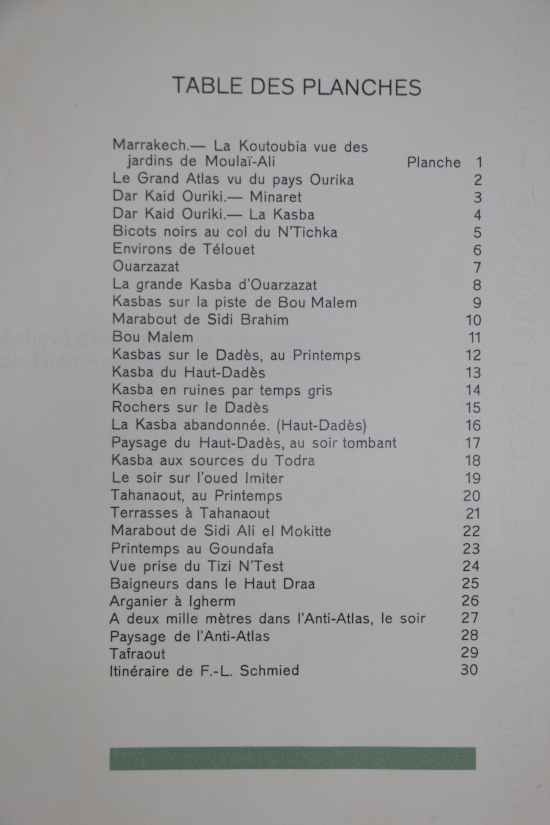 TABLE DES PLANCHES
Marrakech.— La Koutoubia vue des
jardins de Moulaï-Ali Planche 1
Le Grand Atlas vu du pays Ourika 2
Dar Kaid Ouriki.— Minaret 3
Dar Kaid Ouriki.— La Kasba 4
Bicots noirs au col du N'Tichka 5
Environs de Télouet 6
Ouarzazat 7
La grande Kasba d'Ouarzazat 8
Kasbas sur la piste de Bou Malem 9
Marabout de Sidi Brahim 10
Bou Malem 11
Kasbas sur le Dadès, au Printemps 12
Kasba du Haut-Dadès 13
Kasba en ruines par temps gris 14
Rochers sur le Dadès 15
La Kasba abandonnée. (Haut-Dadès) 16
Paysage du Haut-Dadès, au soir tombant 17
Kasba aux sources du Todra 18
Le soir sur l'oued Imiter 19
Tahanaout, au Printemps 20
Terrasses à Tahanaout 21
Marabout de Sidi Ali el Mokitte 22
Printemps au Goundafa 23
Vue prise du Tizi N'Test 24
Baigneurs dans le Haut Draa 25
Arganier à Igherm 26
A deux mille mètres dans l'Anti-Atlas, le soir 27
Paysage de l'Anti-Atlas 28
Tafraout 29
Itinéraire de F.-L. Schmied 30